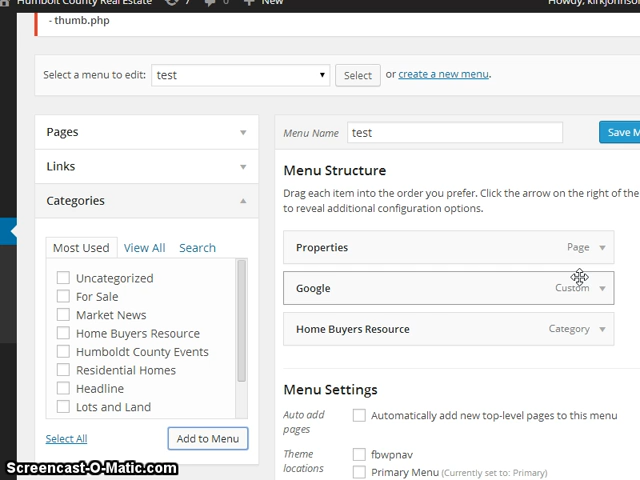 Humbolt County Real Estate 7 0 New Howdy, kirkjohnson
- thumb.php
Select a menu to edit: test Select or create a new menu.
Pages
Links
Categories
Most Used View All Search
Uncategorized
For Sale
Market News
Home Buyers Resource
Humboldt County Events
Residential Homes
Headline
Lots and Land
Select All Add to Menu
Menu Name test Save M
Menu Structure
Drag each item into the order you prefer. Click the arrow on the right of the
to reveal additional configuration options.
Properties Page
Google Custom
Home Buyers Resource Category
Menu Settings
Auto add
pages
Automatically add new top-level pages to this menu
Theme
locations
fbwpnav
Primary Menu (Currently set to: Primary)
Screencast-O-Matic.com